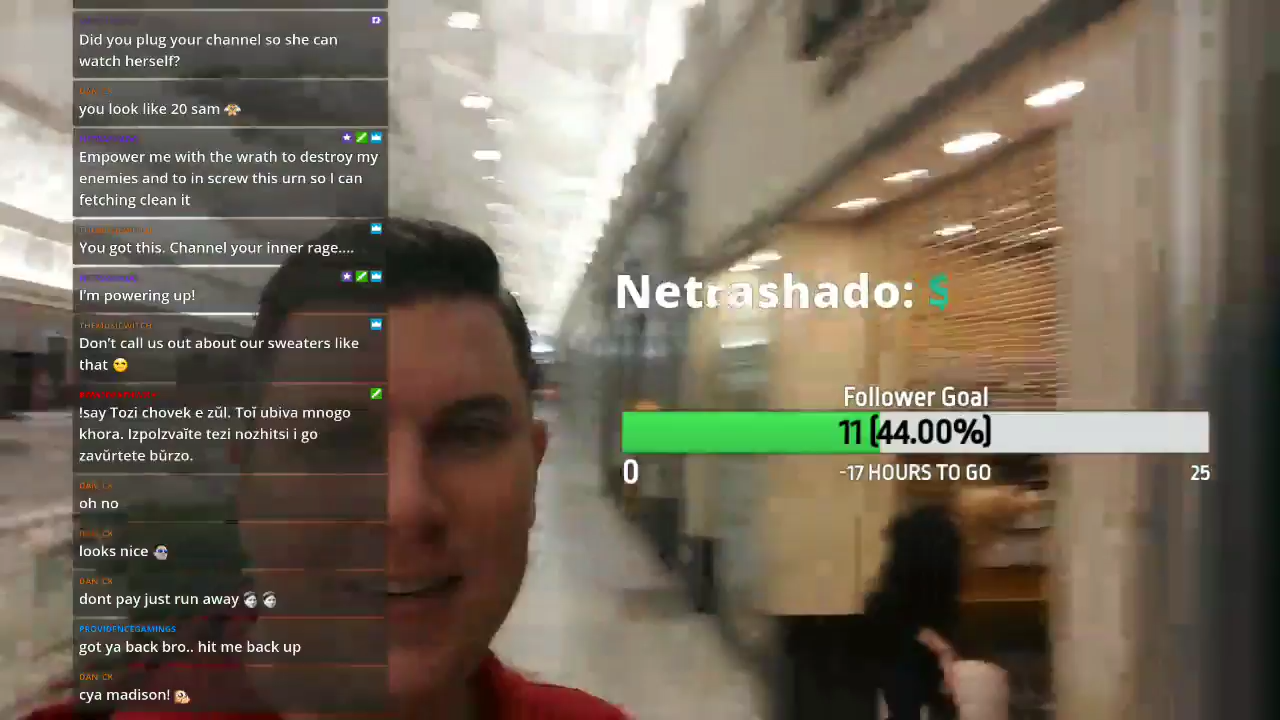 Did you plug your channel so she can
watch herself?
you look like 20 sam
Empower me with the wrath to destroy my
enemies and to in screw this urn so I can
fetching clean it
You got this. Channel your inner rage....
I'm powering up!
THEMUSICWITCH
Don't call us out about our sweaters like
that
!say Tozi chovek e zŭl. Toĭ ubiva mnogo
khora. Izpolzvaĭte tezi nozhitsi i go
zavŭrtete bŭrzo.
DAN_CX
oh no
DAN_CX
looks nice
DAN_CX
dont pay just run away
PROVIDENCEGAMINGS
got ya back bro.. hit me back up
DAN_CX
cya madison!
Netrashado: $
Follower Goal
11 (44.00%)
0
-17 HOURS TO GO
25